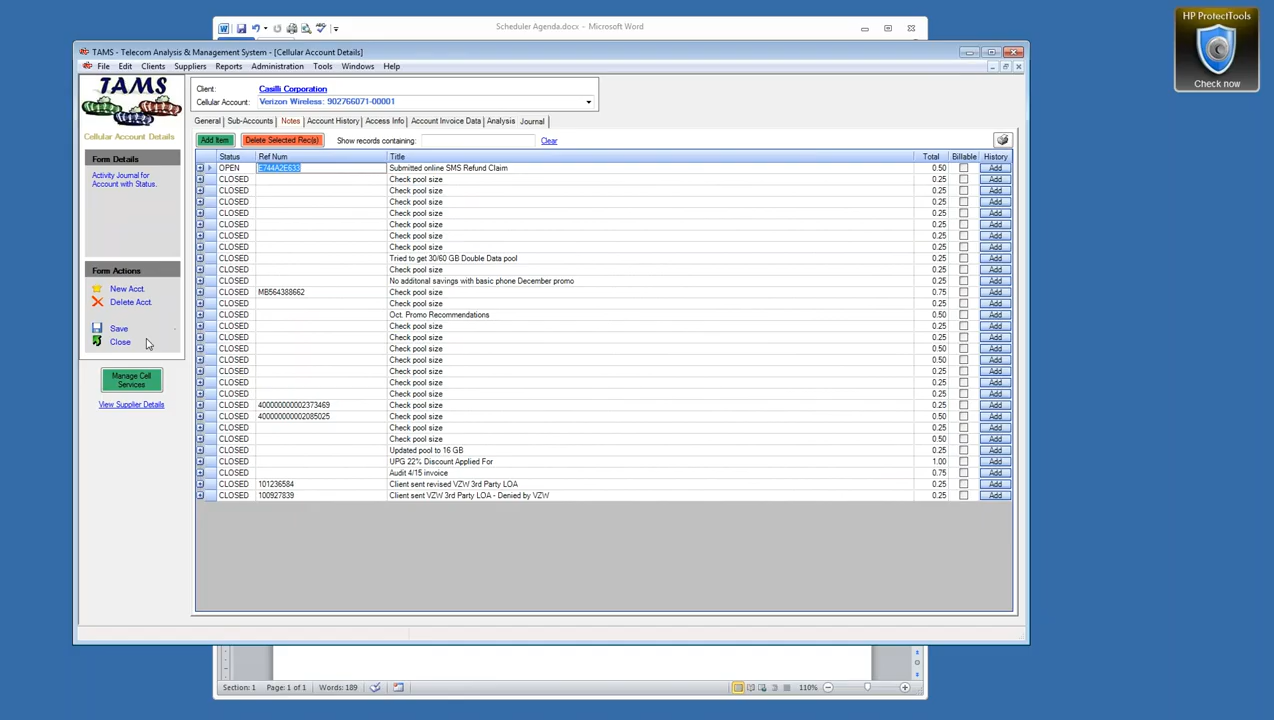 HP ProtectTools
Check now
Scheduler Agenda.docx - Microsoft Word
TAMS - Telecom Analysis & Management System - [Cellular Account Details]
File Edit Clients Suppliers Reports Administration Tools Windows Help
TAMS
Cellular Account Details
Form Details
Activity Journal for
Account with Status.
Form Actions
New Acct.
Delete Acct.
Save
Close
Manage Cell
Services
View Supplier Details
Client: Casilli Corporation
Cellular Account: Verizon Wireless: 902766071-00001
General Sub-Accounts Notes Account History Access Info Account Invoice Data Analysis Journal
Add Item Delete Selected Rec(s) Show records containing: Clear
Status Ref Num Title Total Billable History
OPEN E744A2E633 Submitted online SMS Refund Claim 0.50 Add
CLOSED Check pool size 0.25 Add
CLOSED Check pool size 0.25 Add
CLOSED Check pool size 0.25 Add
CLOSED Check pool size 0.25 Add
CLOSED Check pool size 0.25 Add
CLOSED Check pool size 0.25 Add
CLOSED Check pool size 0.25 Add
CLOSED Tried to get 30/60 GB Double Data pool 0.25 Add
CLOSED Check pool size 0.25 Add
CLOSED No additonal savings with basic phone December promo 0.25 Add
CLOSED MB564388662 Check pool size 0.75 Add
CLOSED Check pool size 0.25 Add
CLOSED Oct. Promo Recommendations 0.50 Add
CLOSED Check pool size 0.25 Add
CLOSED Check pool size 0.25 Add
CLOSED Check pool size 0.50 Add
CLOSED Check pool size 0.50 Add
CLOSED Check pool size 0.25 Add
CLOSED Check pool size 0.25 Add
CLOSED Check pool size 0.25 Add
CLOSED 400000000002373469 Check pool size 0.25 Add
CLOSED 400000000002085025 Check pool size 0.50 Add
CLOSED Check pool size 0.25 Add
CLOSED Check pool size 0.50 Add
CLOSED Updated pool to 16 GB 0.25 Add
CLOSED UPG 22% Discount Applied For 1.00 Add
CLOSED Audit 4/15 invoice 0.75 Add
CLOSED 101236584 Client sent revised VZW 3rd Party LOA 0.25 Add
CLOSED 100927839 Client sent VZW 3rd Party LOA - Denied by VZW 0.25 Add
Section: 1 Page: 1 of 1 Words: 189 110%